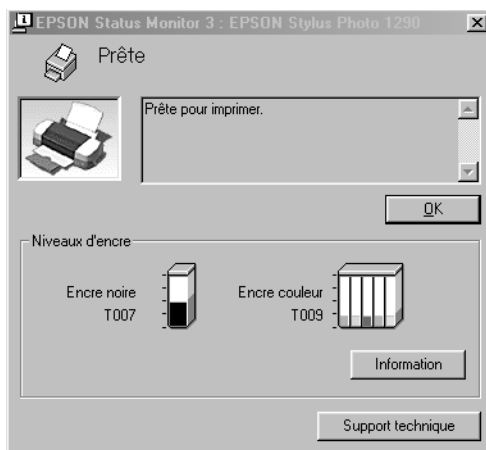 EPSON Status Monitor 3 : EPSON Stylus Photo 1290
Prête
Prête pour imprimer.
OK
Niveaux d'encre
Encre noire
T007
Encre couleur
T009
Information
Support technique